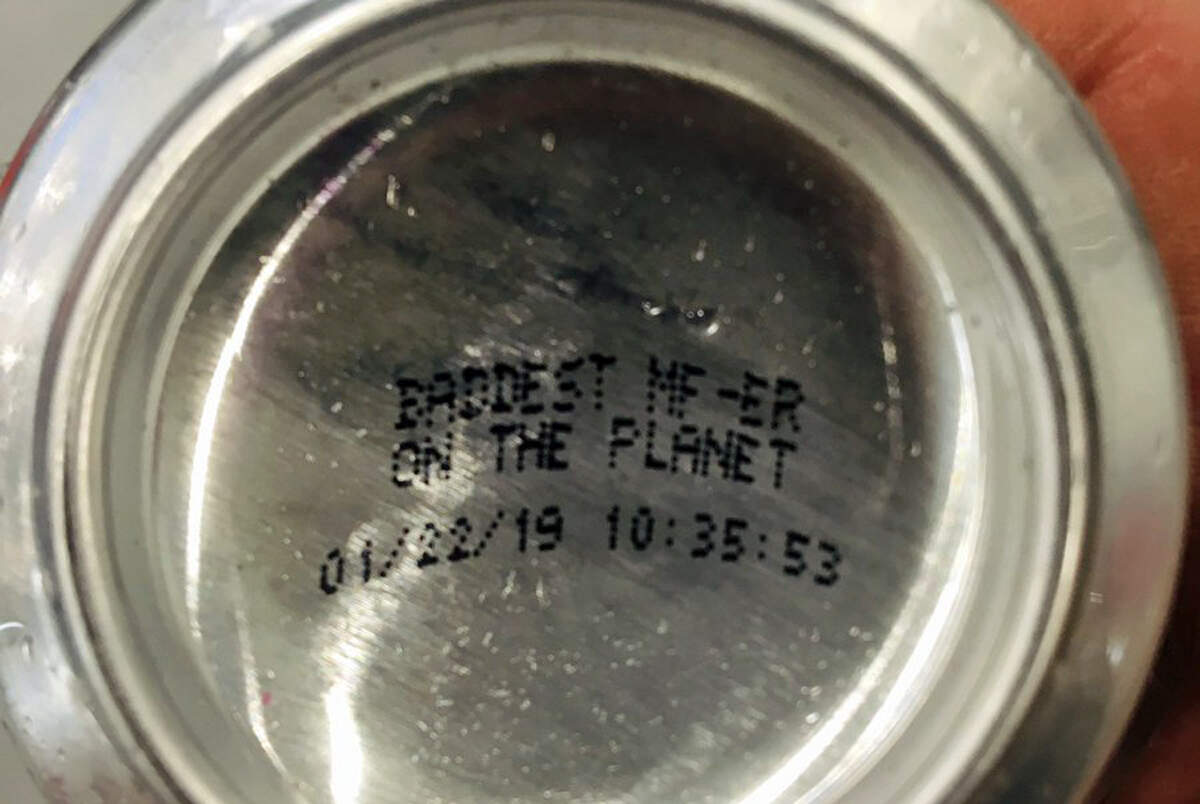 BADDEST MF-ER
ON THE PLANET
01/22/19 10:35:53